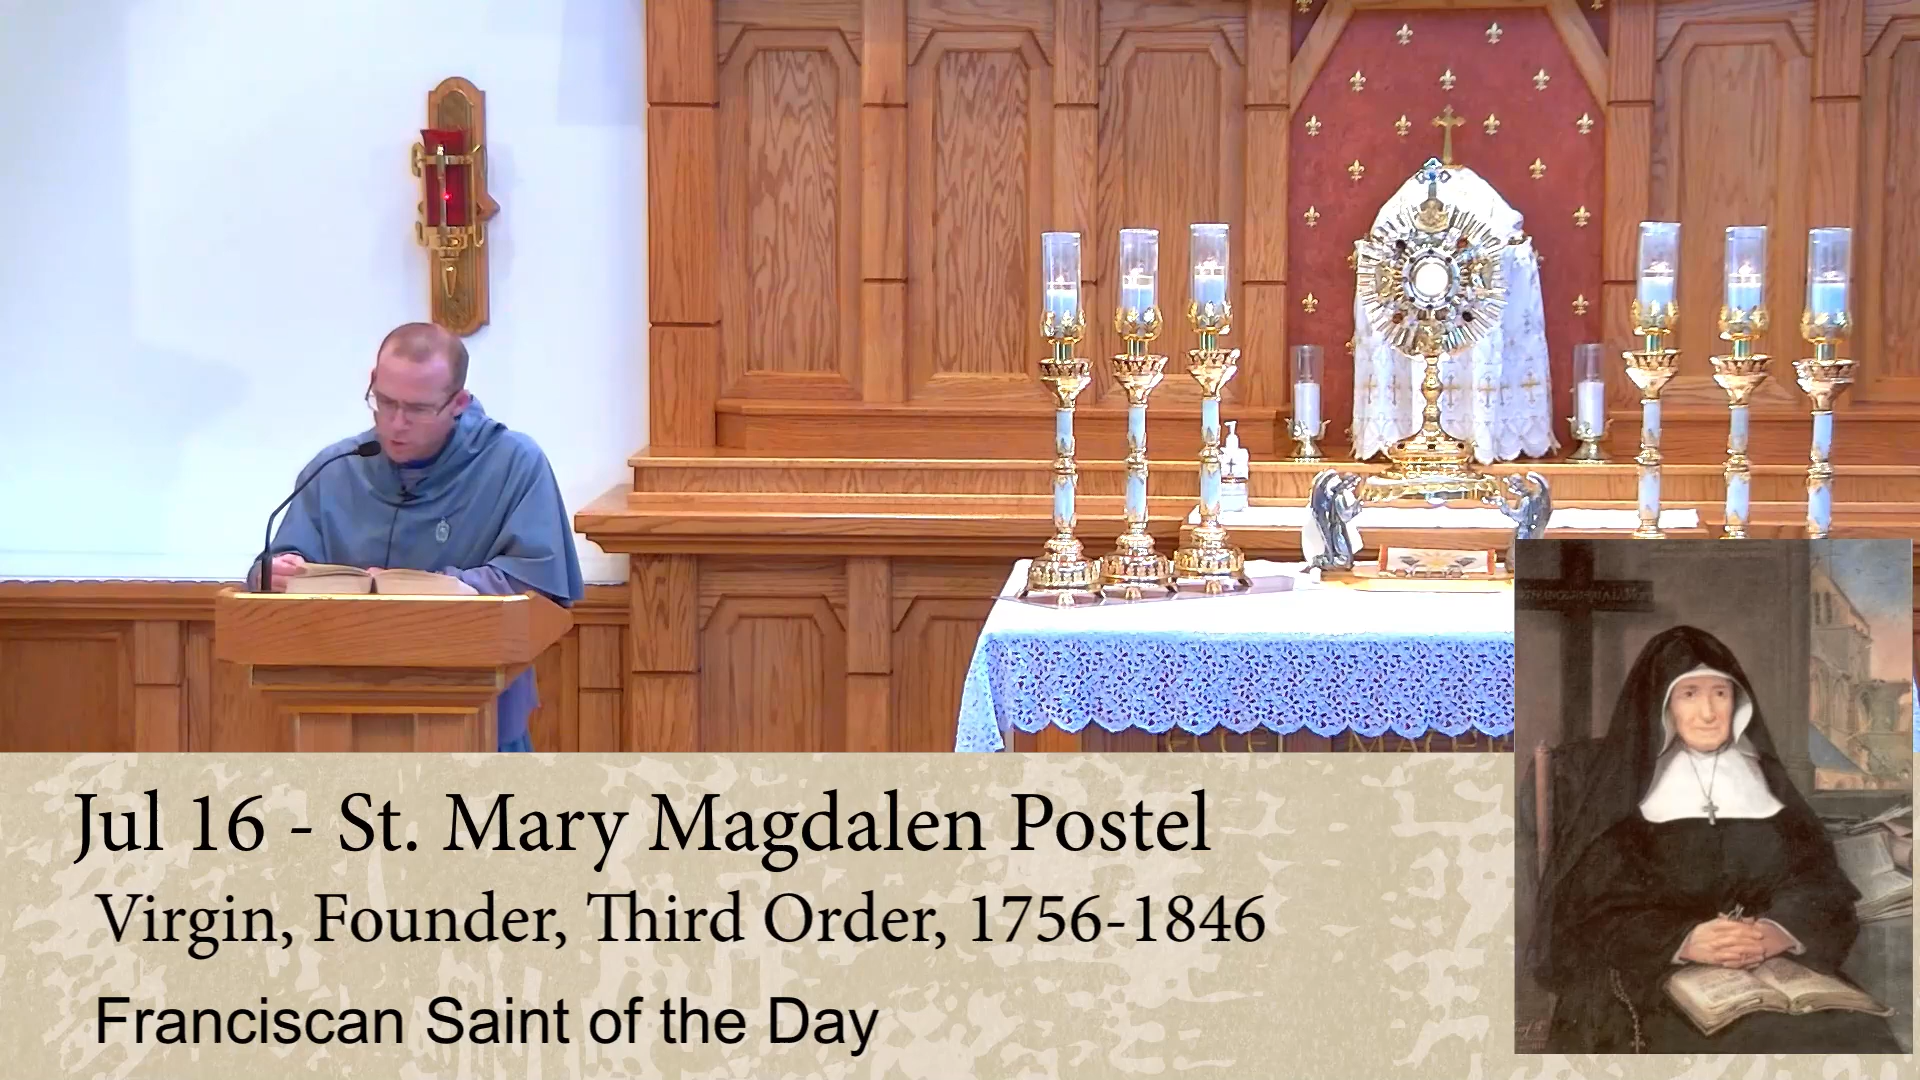 Jul 16 - St. Mary Magdalen Postel
Virgin, Founder, Third Order, 1756-1846
Franciscan Saint of the Day